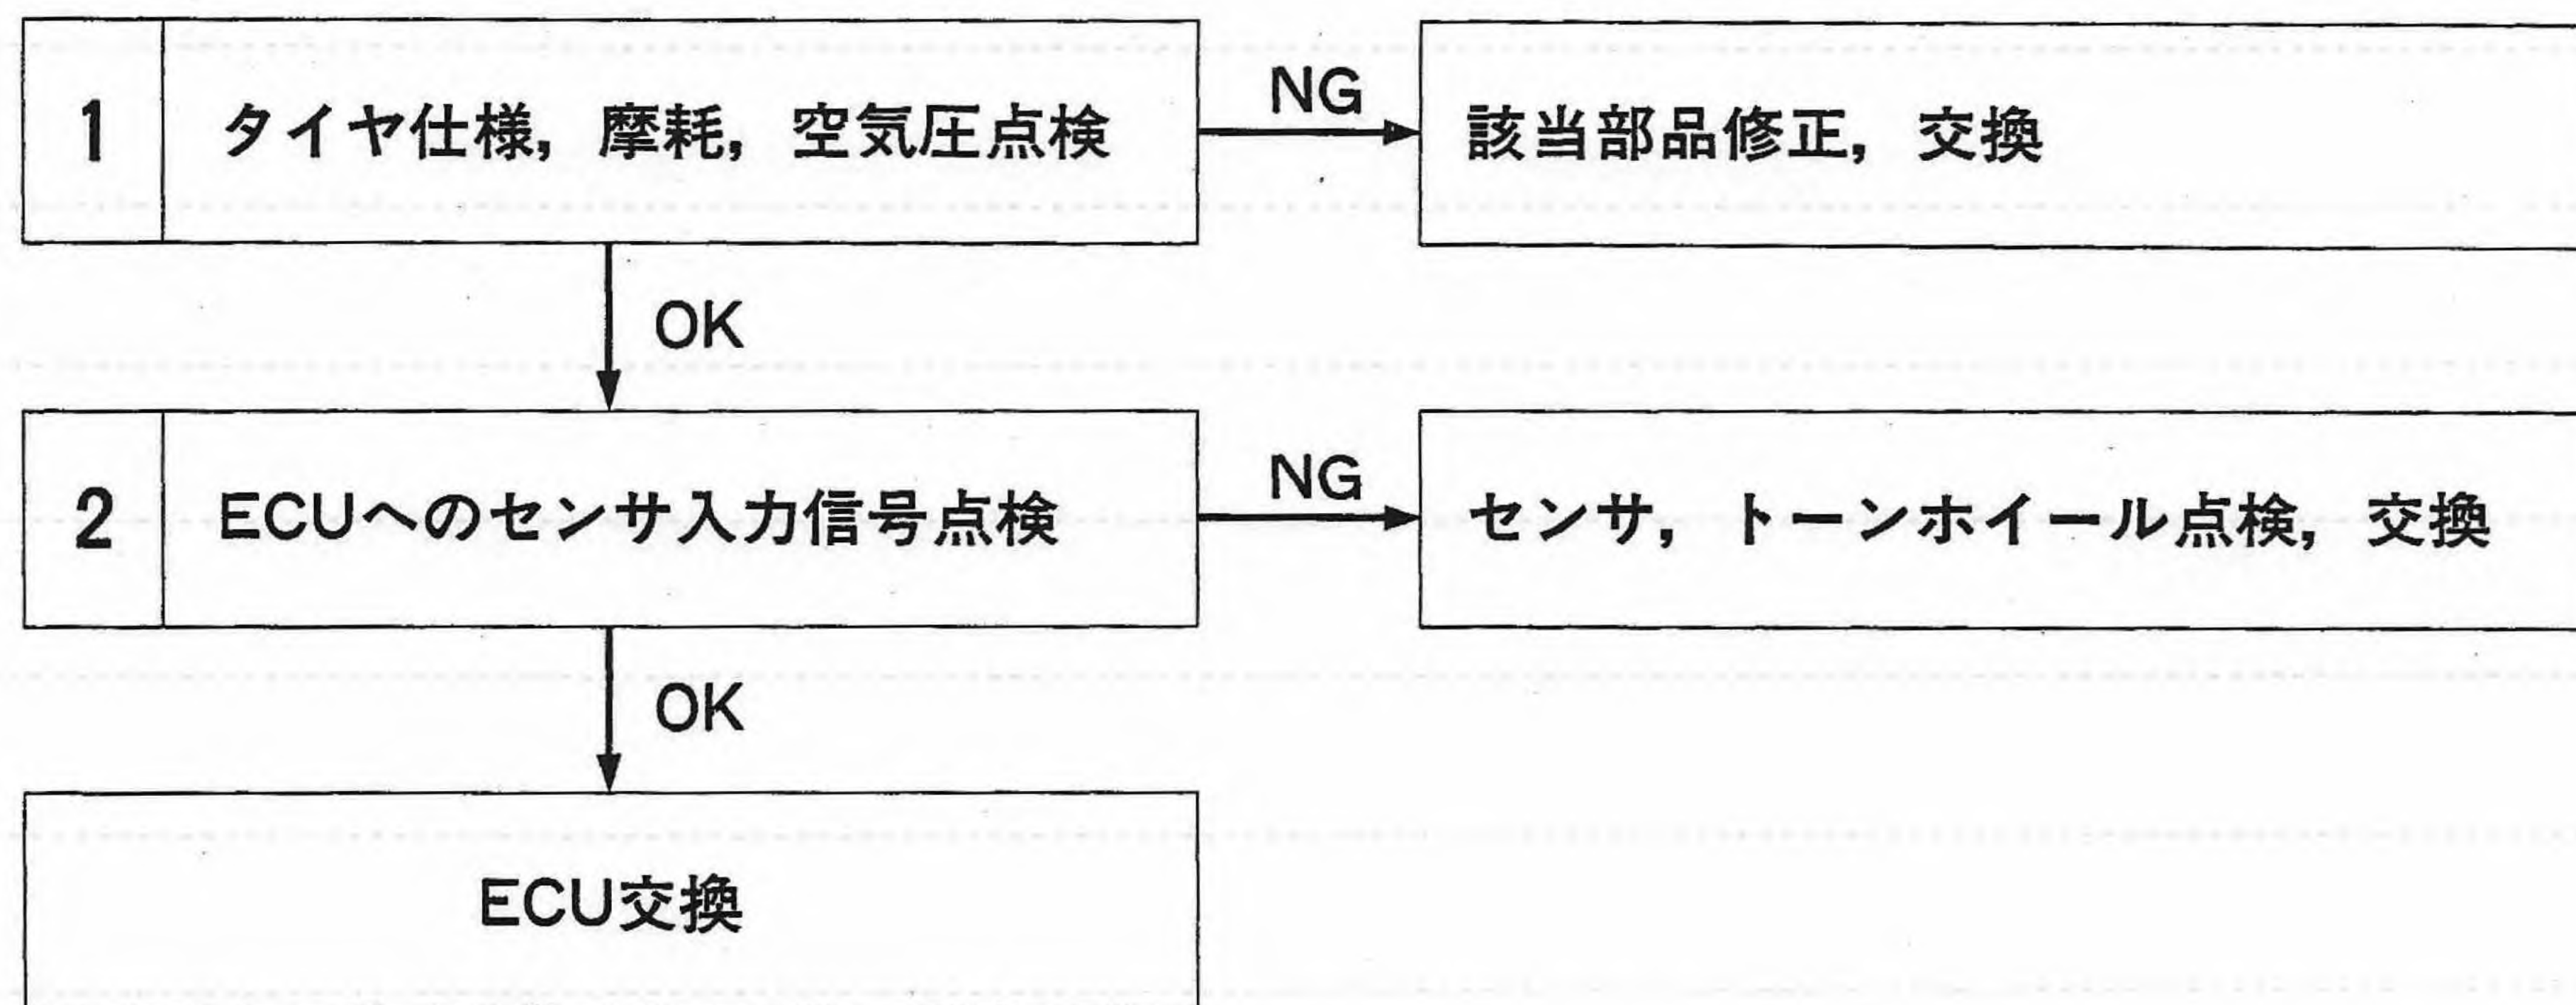 1 タイヤ仕様，摩耗，空気圧点検
NG
該当部品修正，交換
OK
2 ECUへのセンサ入力信号点検
NG
センサ，トーンホイール点検，交換
OK
ECU交換